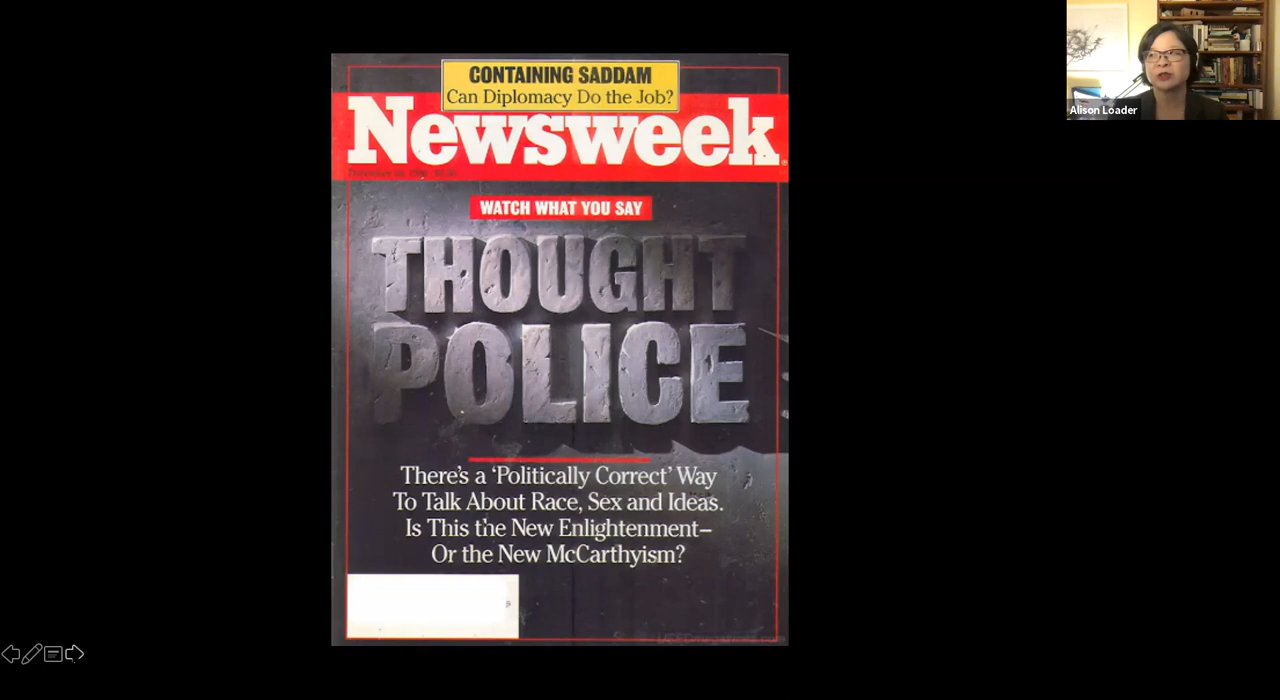 CONTAINING SADDAM
Can Diplomacy Do the Job?
Newsweek
WATCH WHAT YOU SAY
THOUGHT
POLICE
There's a 'Politically Correct' Way
To Talk About Race, Sex and Ideas.
Is This the New Enlightenment–
Or the New McCarthyism?
Alison Loader